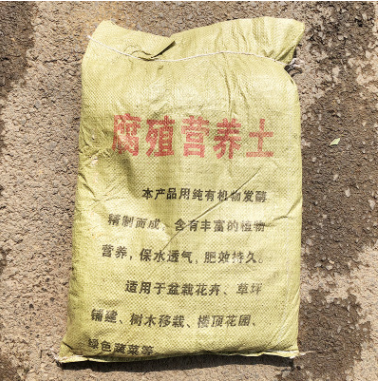 腐殖营养土
本产品用纯有机物发酵
精制而成、含有丰富的植物
营养，保水透气，肥效持久。
适用于盆栽花卉、草坪
铺建、树木移栽、楼顶花园、
绿色蔬菜等